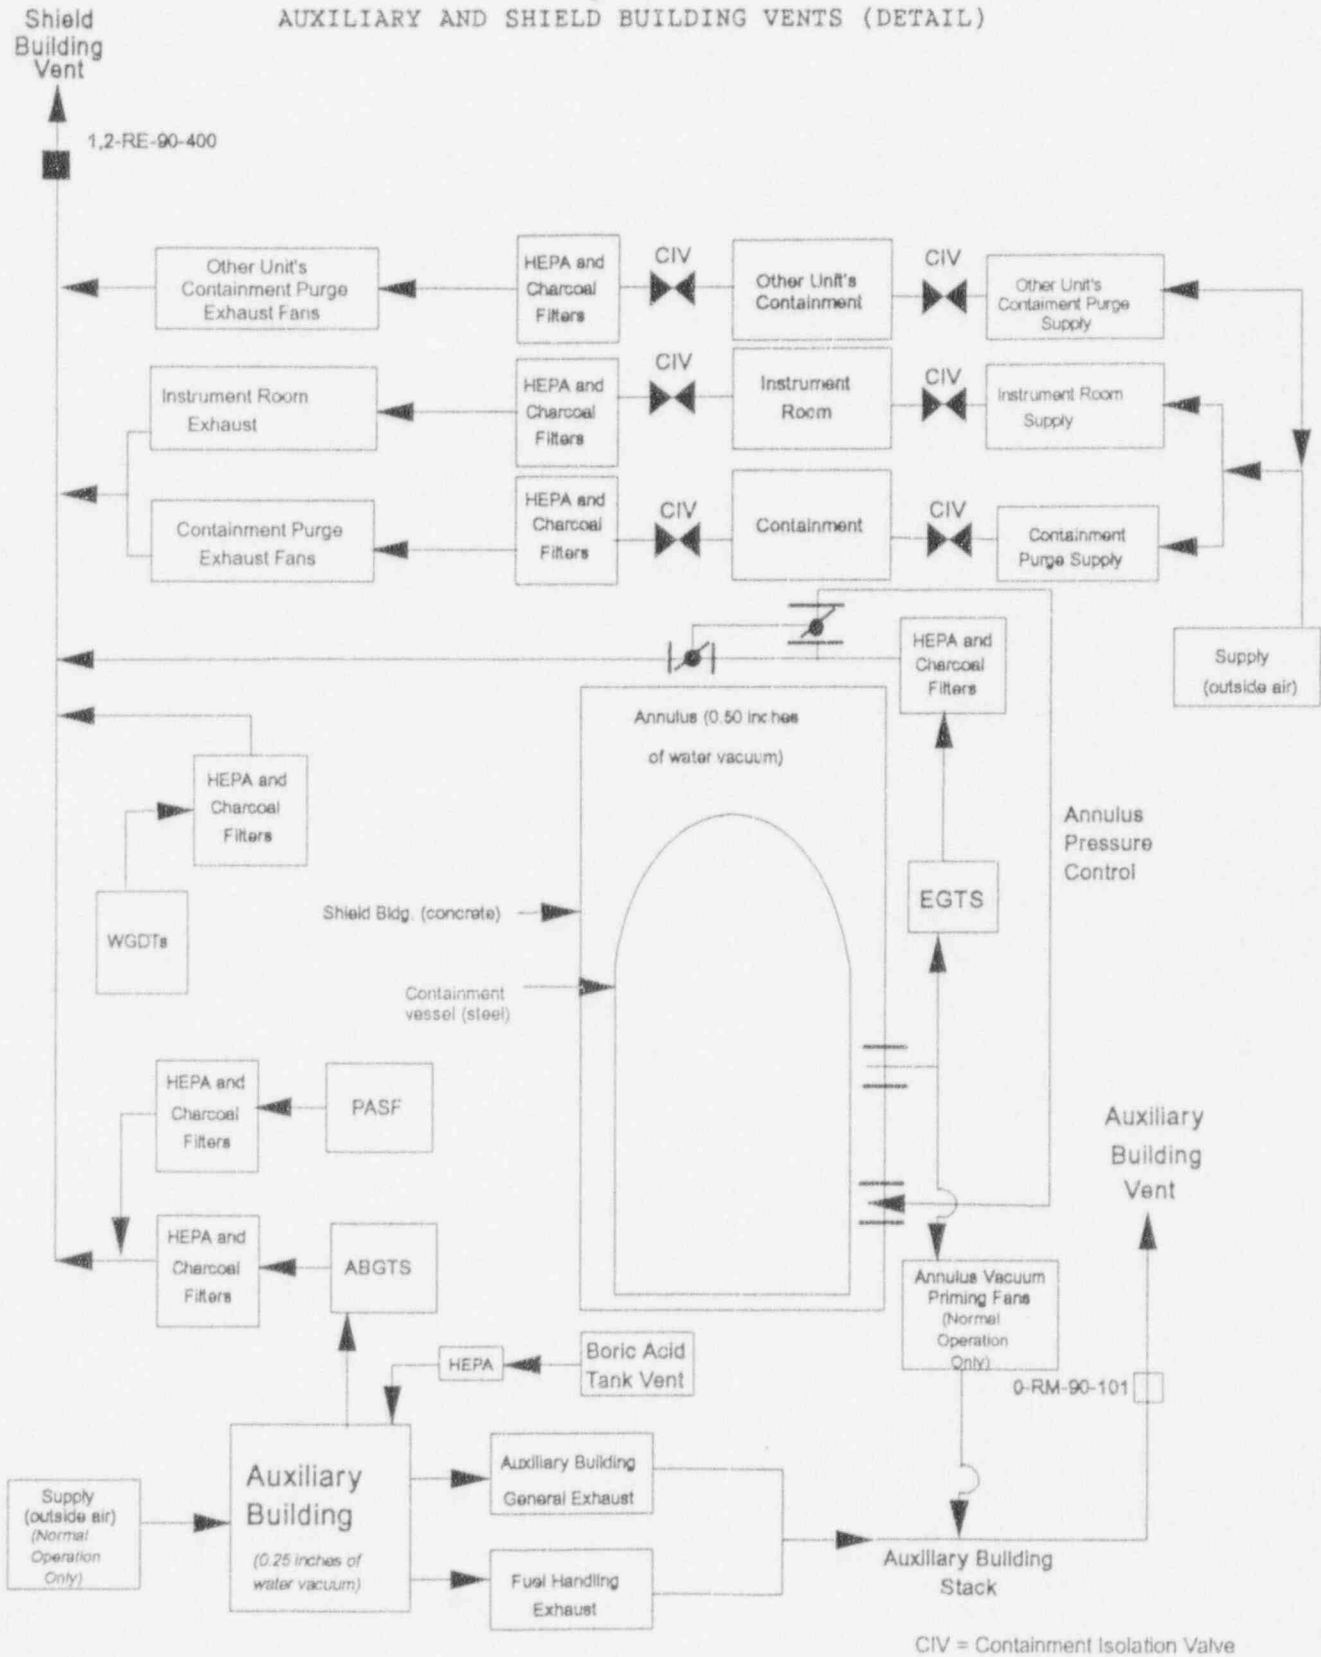 AUXILIARY AND SHIELD BUILDING VENTS (DETAIL)
Shield
Building
Vent
1,2-RE-90-400
Other Unit's
Containment Purge
Exhaust Fans
HEPA and
Charcoal
Filters
CIV
Other Unit's
Containment
CIV
Other Unit's
Contaiment Purge
Supply
Instrument Room
Exhaust
HEPA and
Charcoal
Filters
CIV
Instrument
Room
CIV
Instrument Room
Supply
Containment Purge
Exhaust Fans
HEPA and
Charcoal
Filters
CIV
Containment
CIV
Containment
Purge Supply
HEPA and
Charcoal
Filters
Supply
(outside air)
Annulus (0.50 inches
of water vacuum)
HEPA and
Charcoal
Filters
Annulus
Pressure
Control
EGTS
WGDTs
Shield Bldg. (concrete)
Containment
vessel (steel)
HEPA and
Charcoal
Filters
PASF
Auxiliary
Building
Vent
HEPA and
Charcoal
Filters
ABGTS
Annulus Vacuum
Priming Fans
(Normal
Operation
Only)
HEPA
Boric Acid
Tank Vent
0-RM-90-101
Auxiliary
Building
(0.25 inches of
water vacuum)
Auxiliary Building
General Exhaust
Supply
(outside air)
(Normal
Operation
Only)
Fuel Handling
Exhaust
Auxiliary Building
Stack
CIV = Containment Isolation Valve